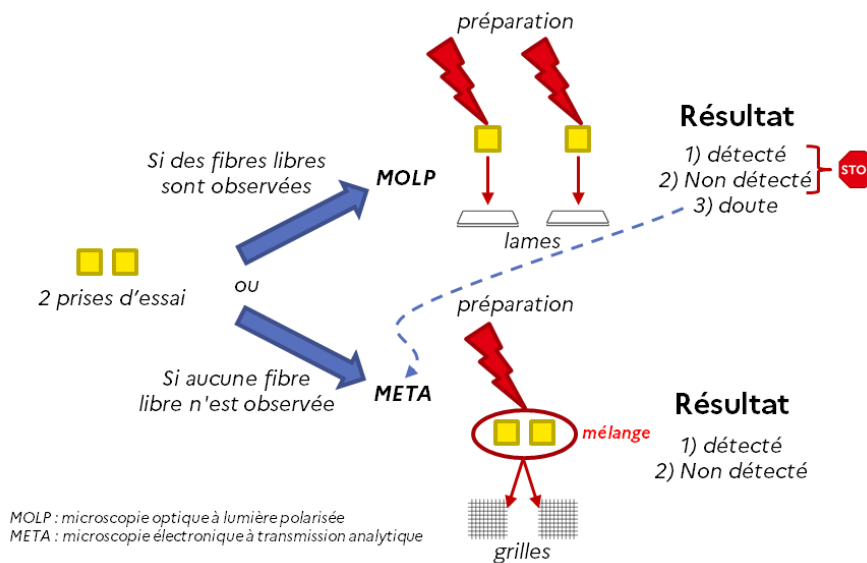 préparation
Si des fibres libres
sont observées
MOLP
Résultat
1) détecté
2) Non détecté
3) doute
STO
lames
2 prises d'essai
ou
préparation
Si aucune fibre
libre n'est observée
META
mélange
Résultat
1) détecté
2) Non détecté
grilles
MOLP : microscopie optique à lumière polarisée
META : microscopie électronique à transmission analytique